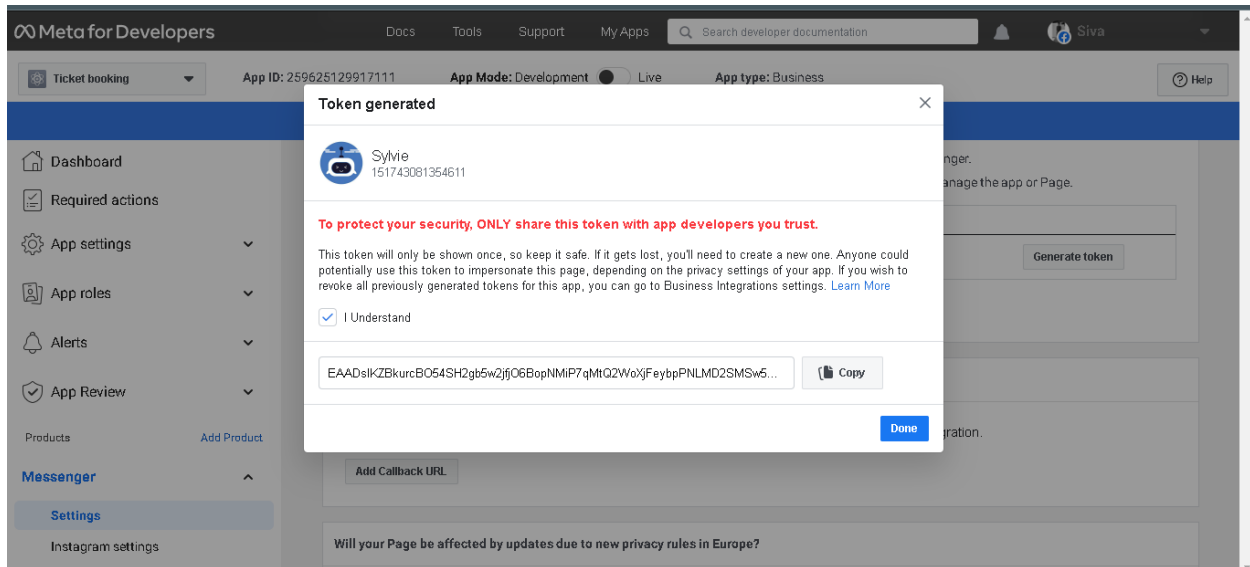 Meta for Developers
Docs
Tools
Support
My Apps
Search developer documentation
Siva
Ticket booking
App ID: 259625129917111
App Mode: Development
Live
App type: Business
Help
Token generated
Sylvie
151743081354611
To protect your security, ONLY share this token with app developers you trust.
This token will only be shown once, so keep it safe. If it gets lost, you'll need to create a new one. Anyone could
potentially use this token to impersonate this page, depending on the privacy settings of your app. If you wish to
revoke all previously generated tokens for this app, you can go to Business Integrations settings. Learn More
I Understand
EAADslKZBkurcBO54SH2gb5w2jfjO6BopNMiP7qMtQ2WoXjFeybpPNLMD2SMSw5...
Copy
Done
Dashboard
Required actions
App settings
App roles
Alerts
App Review
Products
Add Product
Messenger
Settings
Instagram settings
nger.
anage the app or Page.
Generate token
gration.
Add Callback URL
Will your Page be affected by updates due to new privacy rules in Europe?